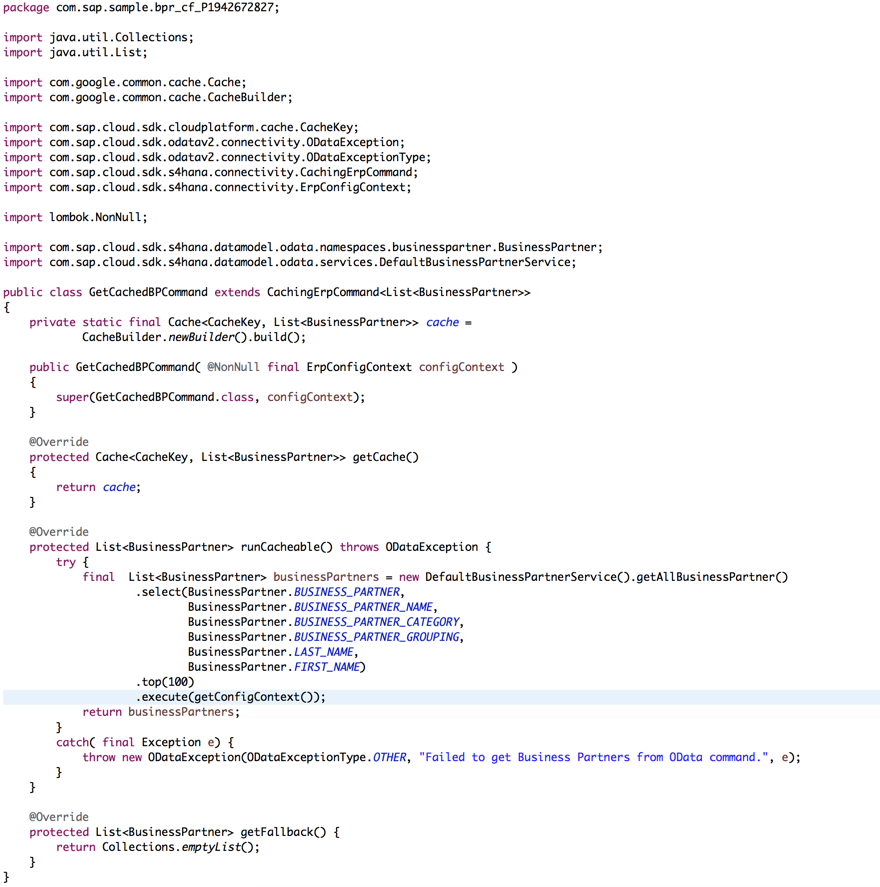 package com.sap.sample.bpr_cf_P1942672827;

import java.util.Collections;
import java.util.List;

import com.google.common.cache.Cache;
import com.google.common.cache.CacheBuilder;

import com.sap.cloud.sdk.cloudplatform.cache.CacheKey;
import com.sap.cloud.sdk.odatav2.connectivity.ODataException;
import com.sap.cloud.sdk.odatav2.connectivity.ODataExceptionType;
import com.sap.cloud.sdk.s4hana.connectivity.CachingErpCommand;
import com.sap.cloud.sdk.s4hana.connectivity.ErpConfigContext;

import lombok.NonNull;

import com.sap.cloud.sdk.s4hana.datamodel.odata.namespaces.businesspartner.BusinessPartner;
import com.sap.cloud.sdk.s4hana.datamodel.odata.services.DefaultBusinessPartnerService;

public class GetCachedBPCommand extends CachingErpCommand<List<BusinessPartner>>
{
    private static final Cache<CacheKey, List<BusinessPartner>> cache =
            CacheBuilder.newBuilder().build();

    public GetCachedBPCommand( @NonNull final ErpConfigContext configContext )
    {
        super(GetCachedBPCommand.class, configContext);
    }

    @Override
    protected Cache<CacheKey, List<BusinessPartner>> getCache()
    {
        return cache;
    }

    @Override
    protected List<BusinessPartner> runCacheable() throws ODataException {
        try {
            final  List<BusinessPartner> businessPartners = new DefaultBusinessPartnerService().getAllBusinessPartner()
                    .select(BusinessPartner.BUSINESS_PARTNER,
                            BusinessPartner.BUSINESS_PARTNER_NAME,
                            BusinessPartner.BUSINESS_PARTNER_CATEGORY,
                            BusinessPartner.BUSINESS_PARTNER_GROUPING,
                            BusinessPartner.LAST_NAME,
                            BusinessPartner.FIRST_NAME)
                    .top(100)
                    .execute(getConfigContext());
            return businessPartners;
        }
        catch( final Exception e) {
            throw new ODataException(ODataExceptionType.OTHER, "Failed to get Business Partners from OData command.", e);
        }
    }

    @Override
    protected List<BusinessPartner> getFallback() {
        return Collections.emptyList();
    }
}